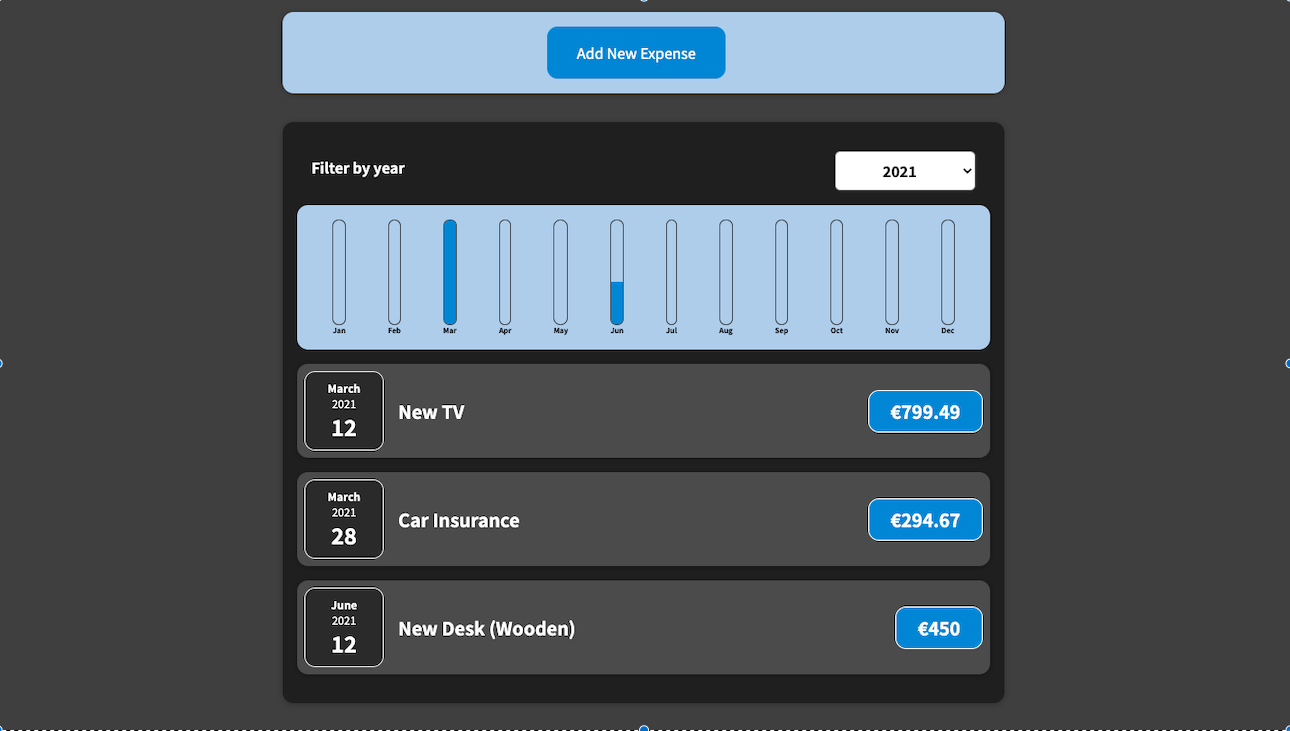 Add New Expense
Filter by year
2021
Jan Feb Mar Apr May Jun Jul Aug Sep Oct Nov Dec
March
2021
12
New TV
€799.49
March
2021
28
Car Insurance
€294.67
June
2021
12
New Desk (Wooden)
€450